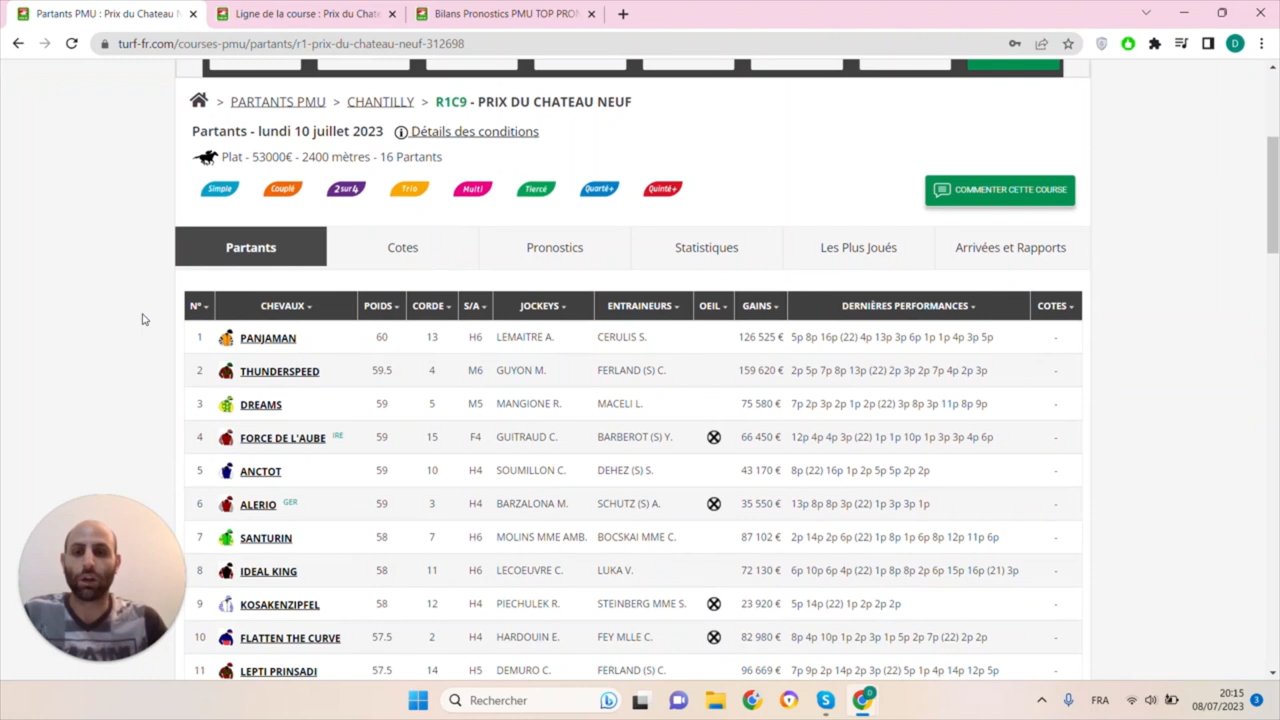 Partants PMU : Prix du Chateau N
Ligne de la course : Prix du Chate
Bilans Pronostics PMU TOP PRON
turf-fr.com/courses-pmu/partants/r1-prix-du-chateau-neuf-312698
D
> PARTANTS PMU > CHANTILLY > R1C9 - PRIX DU CHATEAU NEUF
Partants - lundi 10 juillet 2023 Détails des conditions
Plat - 53000€ - 2400 mètres - 16 Partants
Simple Couplé 2sur4 Trio Multi Tiercé Quarté+ Quinté+
COMMENTER CETTE COURSE
Partants Cotes Pronostics Statistiques Les Plus Joués Arrivées et Rapports
N° CHEVAUX POIDS CORDE S/A JOCKEYS ENTRAINEURS OEIL GAINS DERNIÈRES PERFORMANCES COTES
1 PANJAMAN 60 13 H6 LEMAITRE A. CERULIS S. 126 525 € 5p 8p 16p (22) 4p 13p 3p 6p 1p 1p 4p 3p 5p -
2 THUNDERSPEED 59.5 4 M6 GUYON M. FERLAND (S) C. 159 620 € 2p 5p 7p 8p 13p (22) 2p 3p 2p 7p 4p 2p 3p -
3 DREAMS 59 5 M5 MANGIONE R. MACELI L. 75 580 € 7p 2p 3p 2p 1p 2p (22) 3p 8p 3p 11p 8p 9p -
4 FORCE DE L'AUBE IRE 59 15 F4 GUITRAUD C. BARBEROT (S) Y. 66 450 € 12p 4p 4p 3p (22) 1p 1p 10p 1p 3p 3p 4p 6p -
5 ANCTOT 59 10 H4 SOUMILLON C. DEHEZ (S) S. 43 170 € 8p (22) 16p 1p 2p 5p 5p 2p 2p -
6 ALERIO GER 59 3 H4 BARZALONA M. SCHUTZ (S) A. 35 550 € 13p 8p 8p 3p (22) 1p 3p 3p 1p -
7 SANTURIN 58 7 H6 MOLINS MME AMB. BOCSKAI MME C. 87 102 € 2p 14p 2p 6p (22) 1p 8p 1p 6p 8p 12p 11p 6p -
8 IDEAL KING 58 11 H6 LECOEUVRE C. LUKA V. 72 130 € 6p 10p 6p 4p (22) 1p 8p 8p 2p 6p 15p 16p (21) 3p -
9 KOSAKENZIPFEL 58 12 H4 PIECHULEK R. STEINBERG MME S. 23 920 € 5p 14p (22) 1p 2p 2p 2p -
10 FLATTEN THE CURVE 57.5 2 H4 HARDOUIN E. FEY MLLE C. 82 980 € 8p 4p 10p 1p 2p 3p 1p 5p 2p 7p (22) 2p 2p -
11 LEPTI PRINSADI 57.5 14 H5 DEMURO C. FERLAND (S) C. 96 669 € 7p 9p 2p 14p 2p 3p (22) 5p 1p 4p 14p 12p 5p -
Rechercher
FRA
20:15
08/07/2023
3